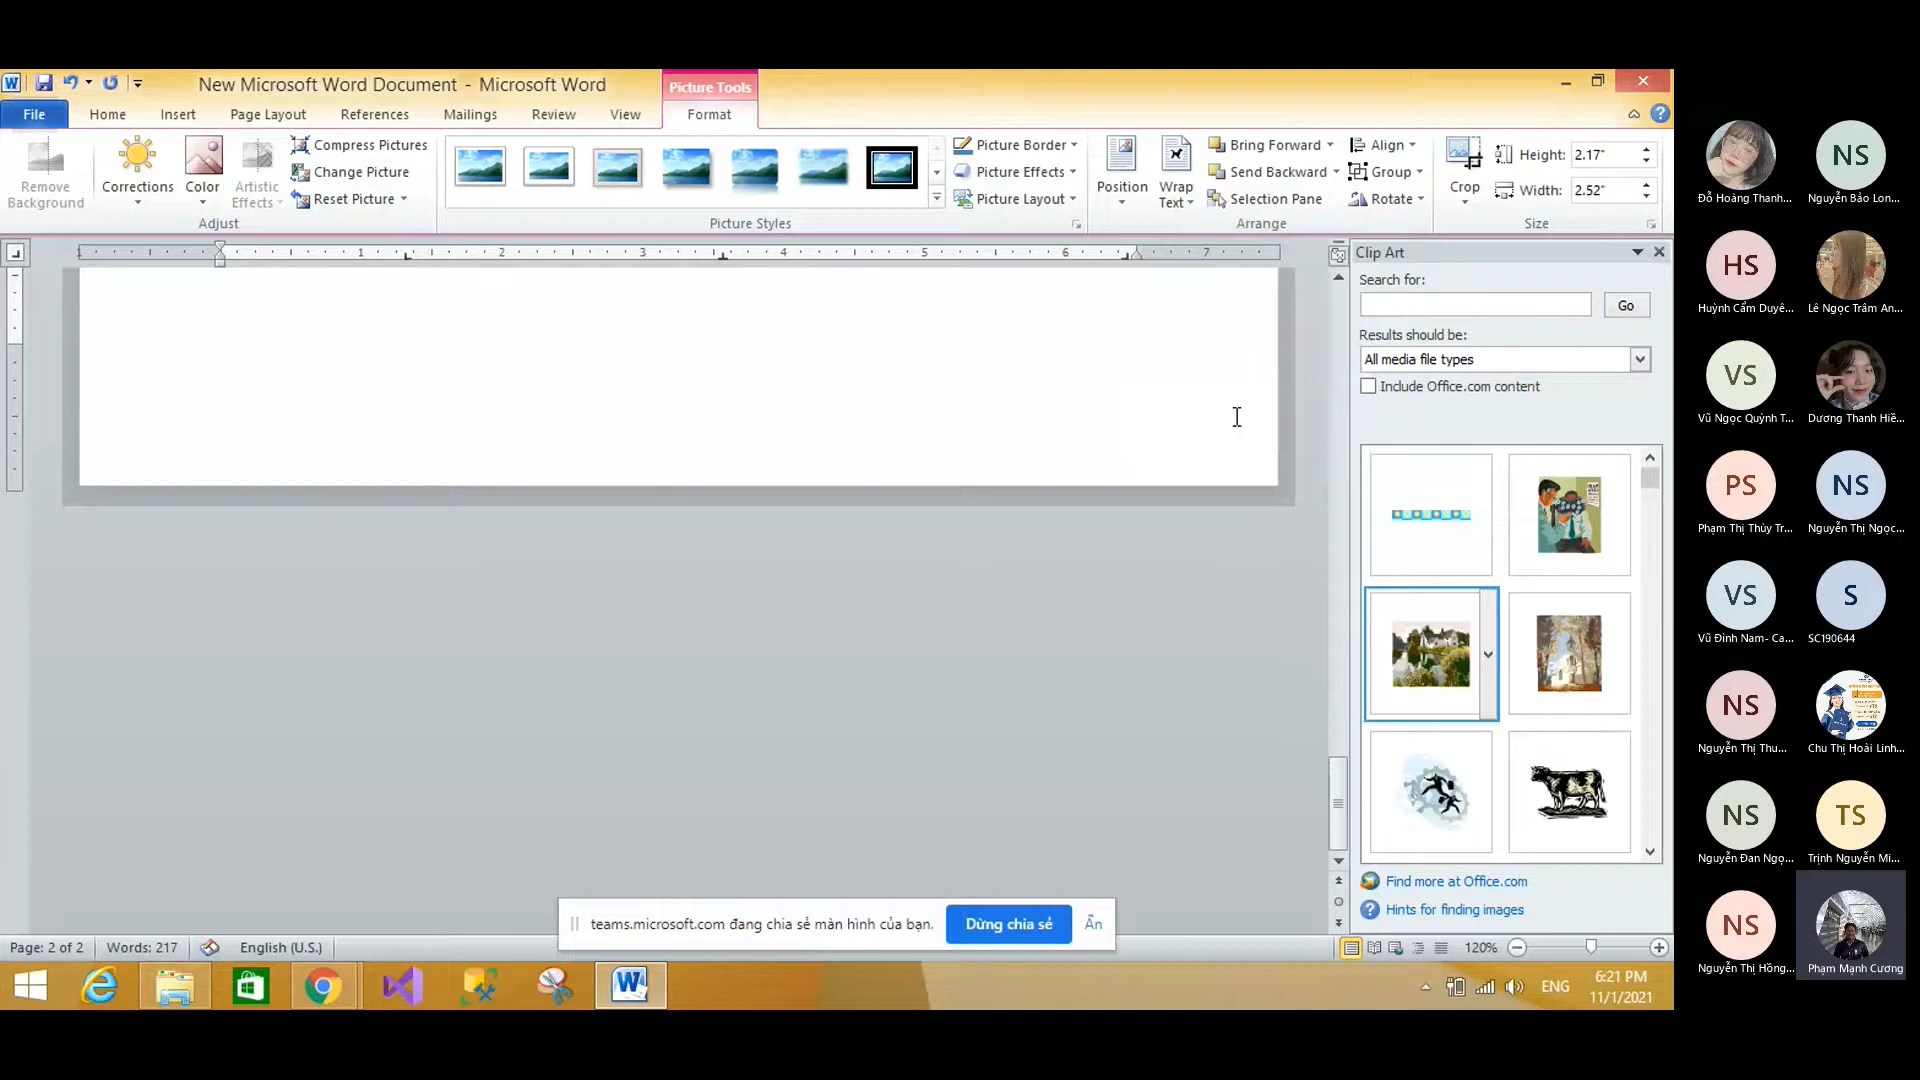 New Microsoft Word Document - Microsoft Word
Picture Tools
File Home Insert Page Layout References Mailings Review View Format
Remove Background
Corrections
Color
Artistic Effects
Compress Pictures
Change Picture
Reset Picture
Adjust
Picture Styles
Picture Border
Picture Effects
Picture Layout
Position
Wrap Text
Bring Forward
Send Backward
Selection Pane
Align
Group
Rotate
Arrange
Crop
Height: 2.17"
Width: 2.52"
Size
1 1 2 3 4 5 6 7
Clip Art
Search for:
Go
Results should be:
All media file types
Include Office.com content
Find more at Office.com
Hints for finding images
teams.microsoft.com đang chia sẻ màn hình của bạn.
Dừng chia sẻ
Ẩn
Page: 2 of 2 Words: 217 English (U.S.) 120%
ENG
6:21 PM
11/1/2021
NS
Đỗ Hoàng Thanh... Nguyễn Bảo Lon...
HS
Huỳnh Cẩm Duyê... Lê Ngọc Trâm An...
VS
Vũ Ngọc Quỳnh T... Dương Thanh Hiề...
PS NS
Phạm Thị Thùy Tr... Nguyễn Thị Ngọc...
VS S
Vũ Đình Nam- Ca... SC190644
NS
Nguyễn Thị Thu... Chu Thị Hoài Linh...
NS TS
Nguyễn Đan Ngọ... Trịnh Nguyễn Mi...
NS
Nguyễn Thị Hồng... Phạm Mạnh Cương